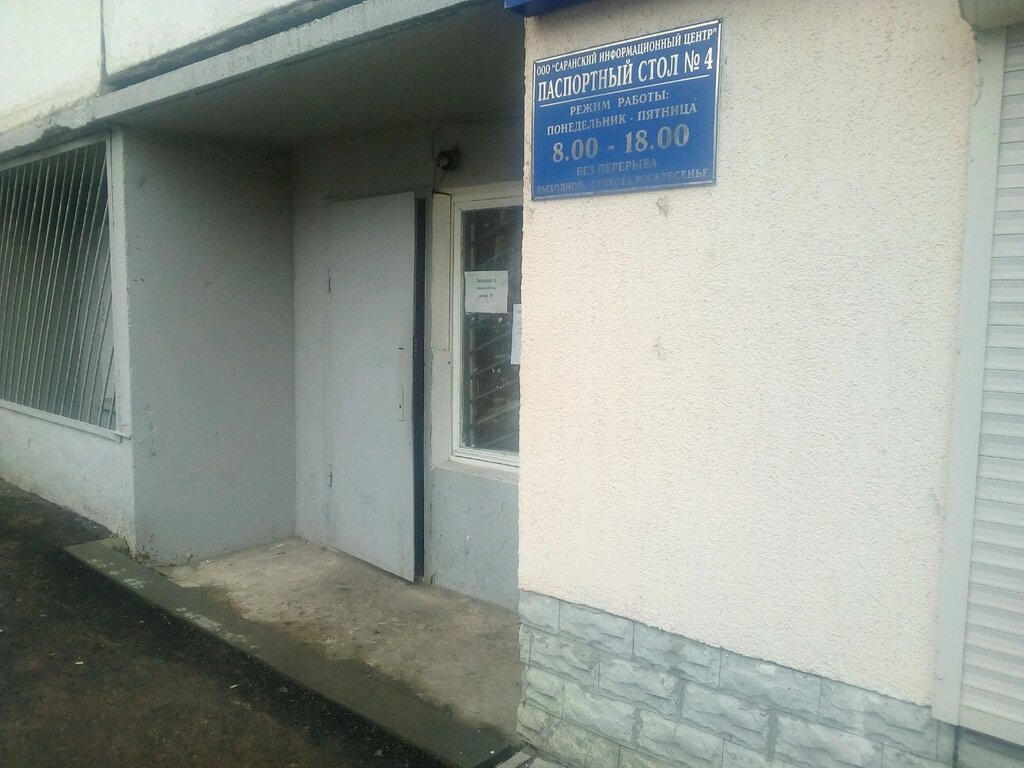 ООО "САРАНСКИЙ ИНФОРМАЦИОННЫЙ ЦЕНТР"
ПАСПОРТНЫЙ СТОЛ № 4
РЕЖИМ РАБОТЫ:
ПОНЕДЕЛЬНИК - ПЯТНИЦА
8.00 - 18.00
БЕЗ ПЕРЕРЫВА
ВЫХОДНОЙ: СУББОТА, ВОСКРЕСЕНЬЕ